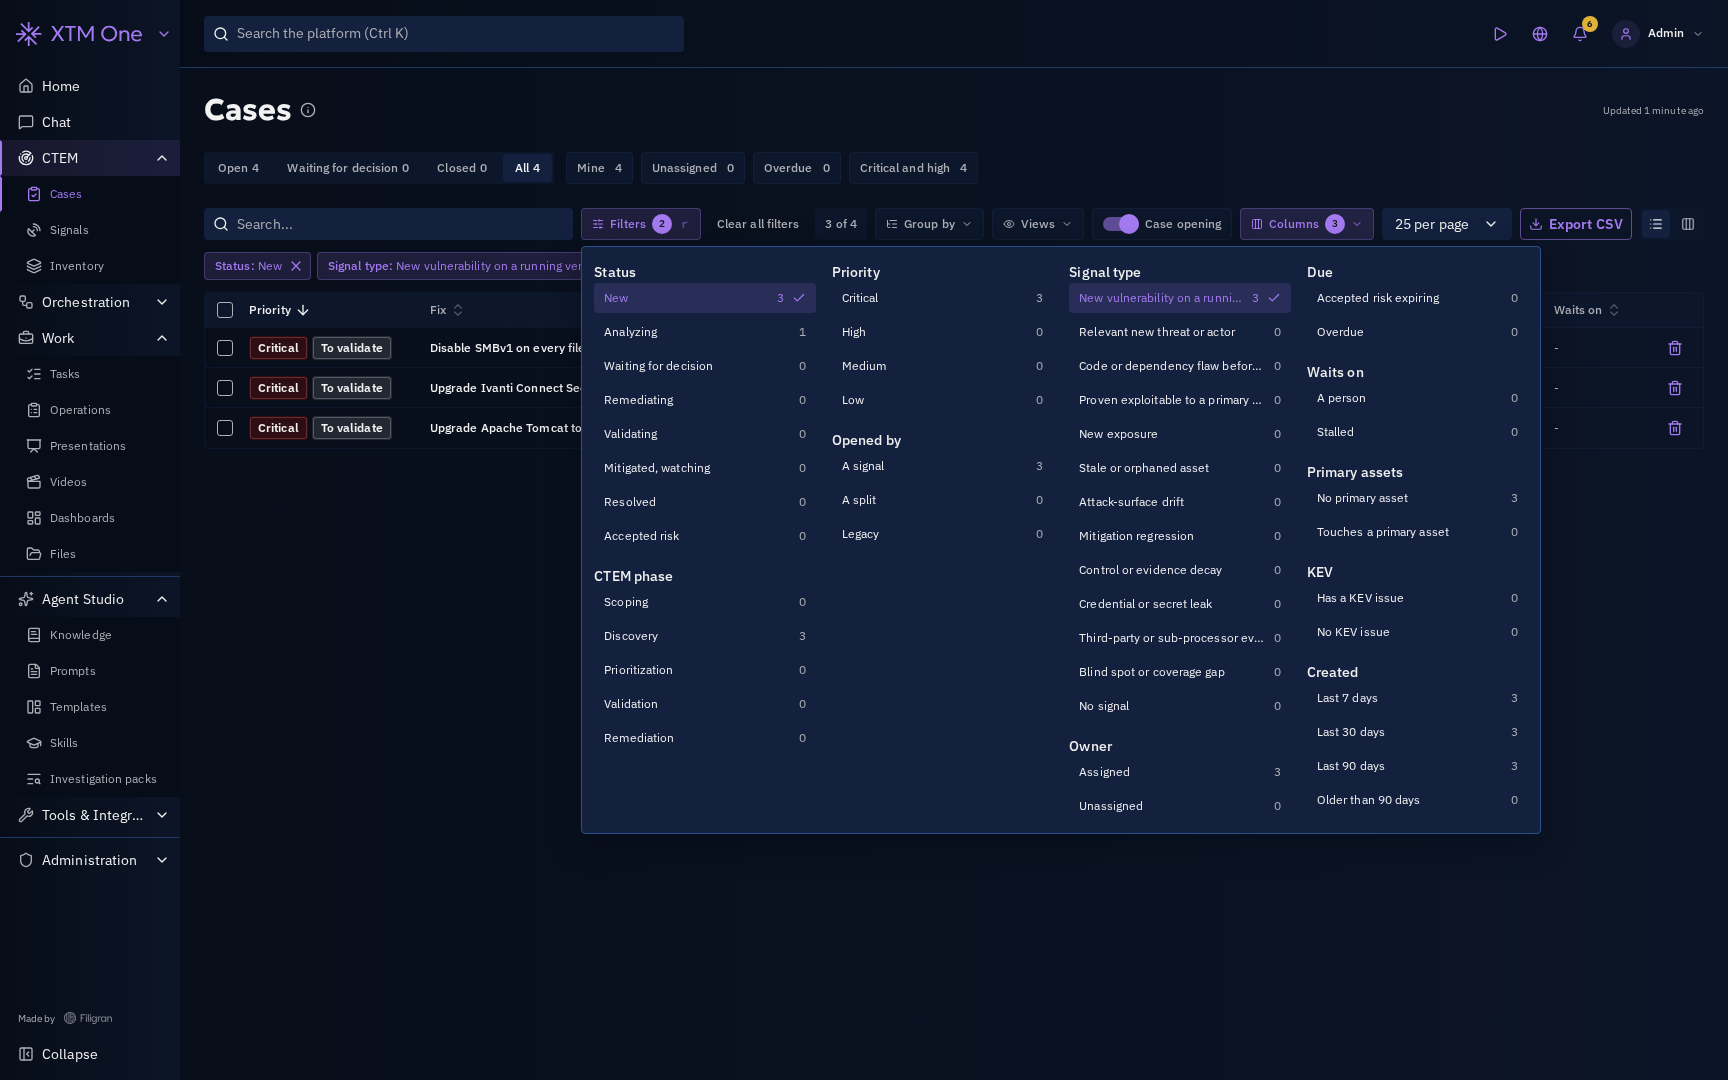 XTM One
Search the platform (Ctrl K)
6
Admin
Home
Chat
CTEM
Cases
Signals
Inventory
Orchestration
Work
Tasks
Operations
Presentations
Videos
Dashboards
Files
Agent Studio
Knowledge
Prompts
Templates
Skills
Investigation packs
Tools & Integr...
Administration
Made by Filigran
Collapse
Cases
Updated 1 minute ago
Open 4 Waiting for decision 0 Closed 0 All 4 Mine 4 Unassigned 0 Overdue 0 Critical and high 4
Search... Filters 2 Clear all filters 3 of 4 Group by Views Case opening Columns 3 25 per page Export CSV
Status: New Signal type: New vulnerability on a running ver
Priority Fix Waits on
Critical To validate Disable SMBv1 on every file -
Critical To validate Upgrade Ivanti Connect Sec -
Critical To validate Upgrade Apache Tomcat to -
Status
New 3
Analyzing 1
Waiting for decision 0
Remediating 0
Validating 0
Mitigated, watching 0
Resolved 0
Accepted risk 0
CTEM phase
Scoping 0
Discovery 3
Prioritization 0
Validation 0
Remediation 0
Priority
Critical 3
High 0
Medium 0
Low 0
Opened by
A signal 3
A split 0
Legacy 0
Signal type
New vulnerability on a runni... 3
Relevant new threat or actor 0
Code or dependency flaw befor... 0
Proven exploitable to a primary ... 0
New exposure 0
Stale or orphaned asset 0
Attack-surface drift 0
Mitigation regression 0
Control or evidence decay 0
Credential or secret leak 0
Third-party or sub-processor ev... 0
Blind spot or coverage gap 0
No signal 0
Owner
Assigned 3
Unassigned 0
Due
Accepted risk expiring 0
Overdue 0
Waits on
A person 0
Stalled 0
Primary assets
No primary asset 3
Touches a primary asset 0
KEV
Has a KEV issue 0
No KEV issue 0
Created
Last 7 days 3
Last 30 days 3
Last 90 days 3
Older than 90 days 0